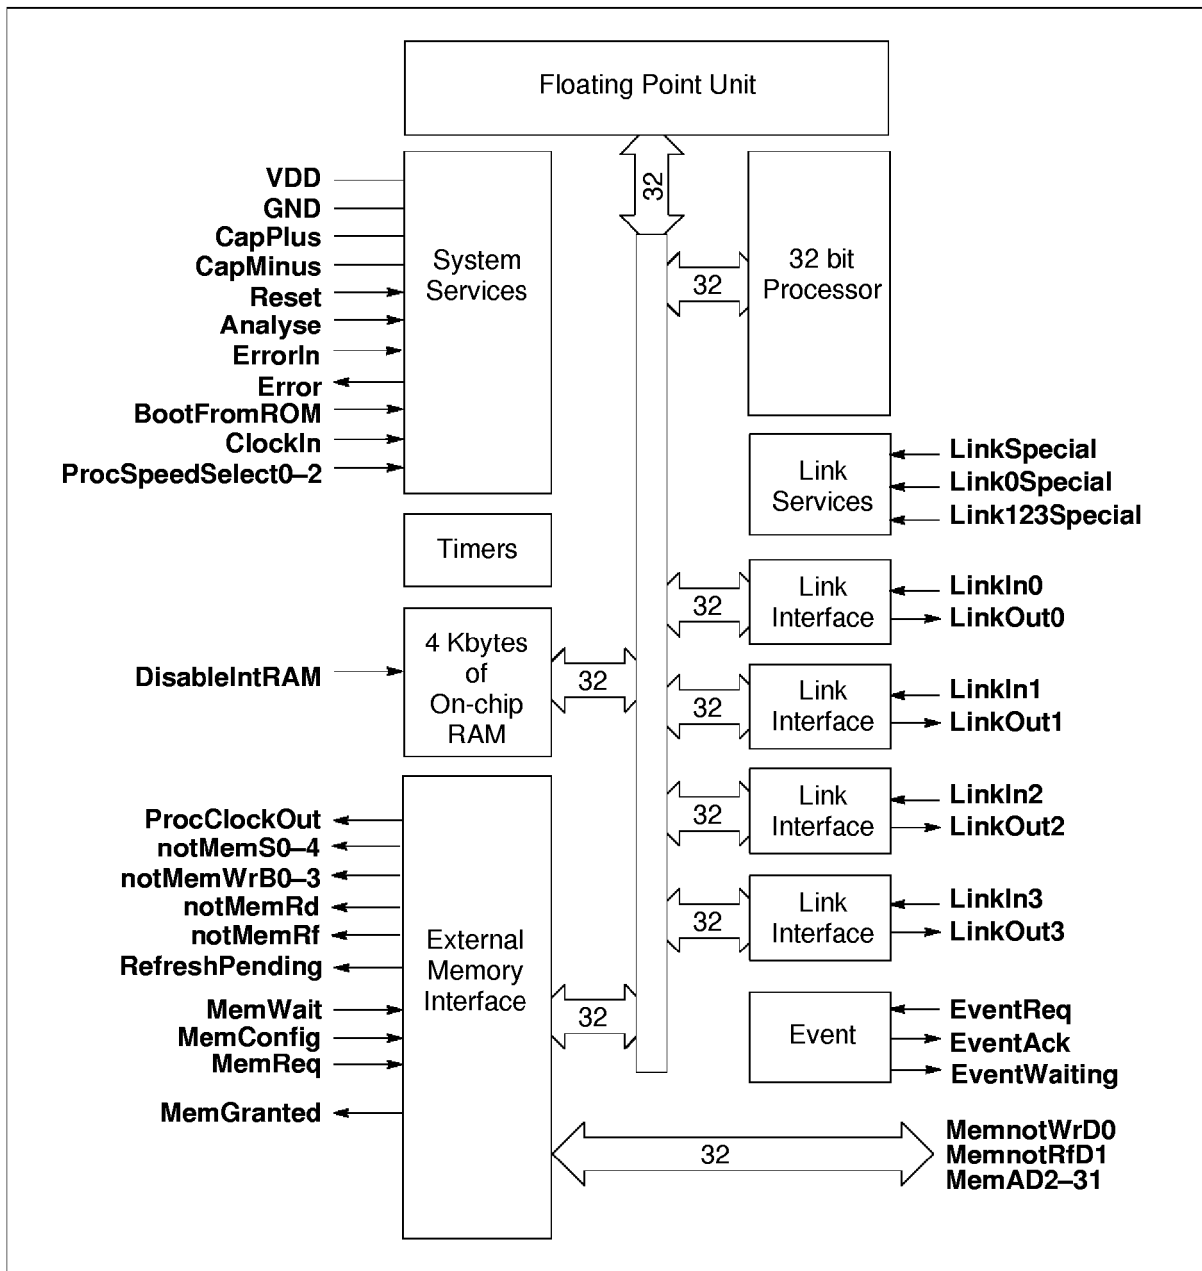 Floating Point Unit
32
VDD
GND
CapPlus
CapMinus
Reset
Analyse
ErrorIn
Error
BootFromROM
ClockIn
ProcSpeedSelect0–2
System
Services
32
32 bit
Processor
Link
Services
LinkSpecial
Link0Special
Link123Special
Timers
32
Link
Interface
LinkIn0
LinkOut0
DisableIntRAM
4 Kbytes
of
On-chip
RAM
32
32
Link
Interface
LinkIn1
LinkOut1
32
Link
Interface
LinkIn2
LinkOut2
32
Link
Interface
LinkIn3
LinkOut3
ProcClockOut
notMemS0–4
notMemWrB0–3
notMemRd
notMemRf
RefreshPending
MemWait
MemConfig
MemReq
MemGranted
External
Memory
Interface
32
Event
EventReq
EventAck
EventWaiting
32
MemnotWrD0
MemnotRfD1
MemAD2–31